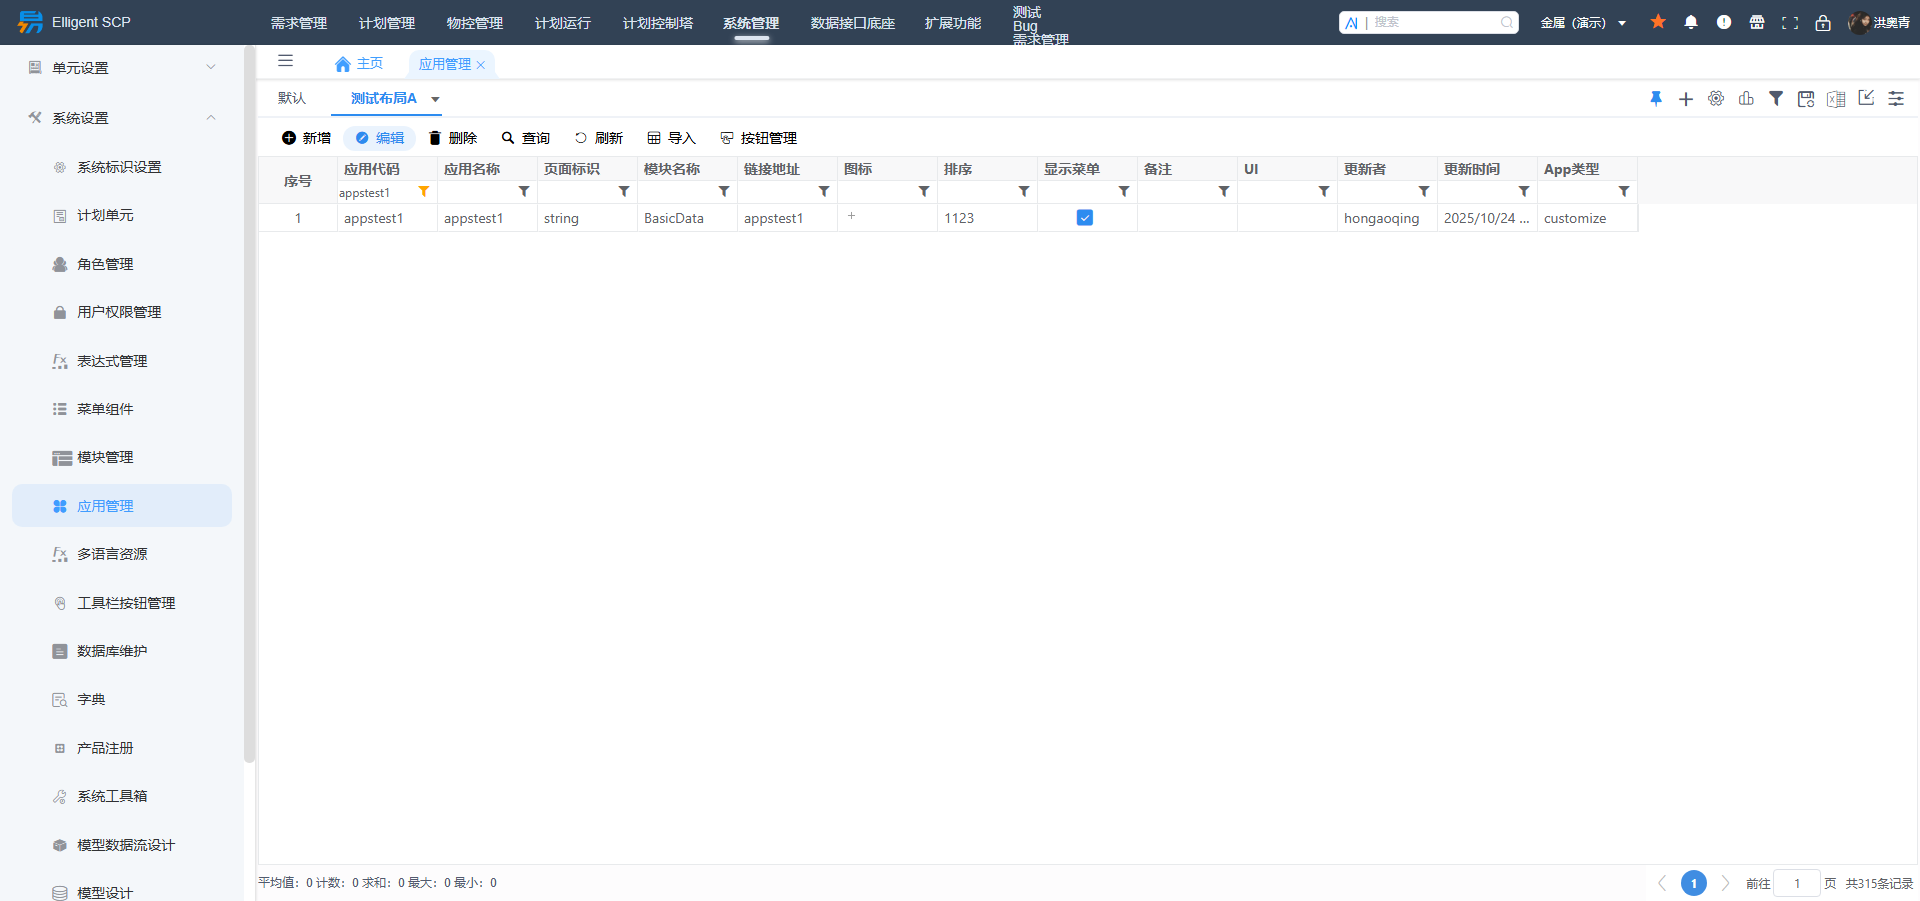 Elligent SCP
需求管理 计划管理 物控管理 计划运行 计划控制塔 系统管理 数据接口底座 扩展功能 测试
Bug
需求管理
AI | 搜索
金属（演示）
洪奥青
单元设置
系统设置
系统标识设置
计划单元
角色管理
用户权限管理
表达式管理
菜单组件
模块管理
应用管理
多语言资源
工具栏按钮管理
数据库维护
字典
产品注册
系统工具箱
模型数据流设计
模型设计
主页 应用管理
默认 测试布局A
新增 编辑 删除 查询 刷新 导入 按钮管理
序号 应用代码 应用名称 页面标识 模块名称 链接地址 图标 排序 显示菜单 备注 UI 更新者 更新时间 App类型
appstest1
1 appstest1 appstest1 string BasicData appstest1 + 1123 hongaoqing 2025/10/24 ... customize
平均值：0 计数：0 求和：0 最大：0 最小：0
1 前往 1 页 共315条记录